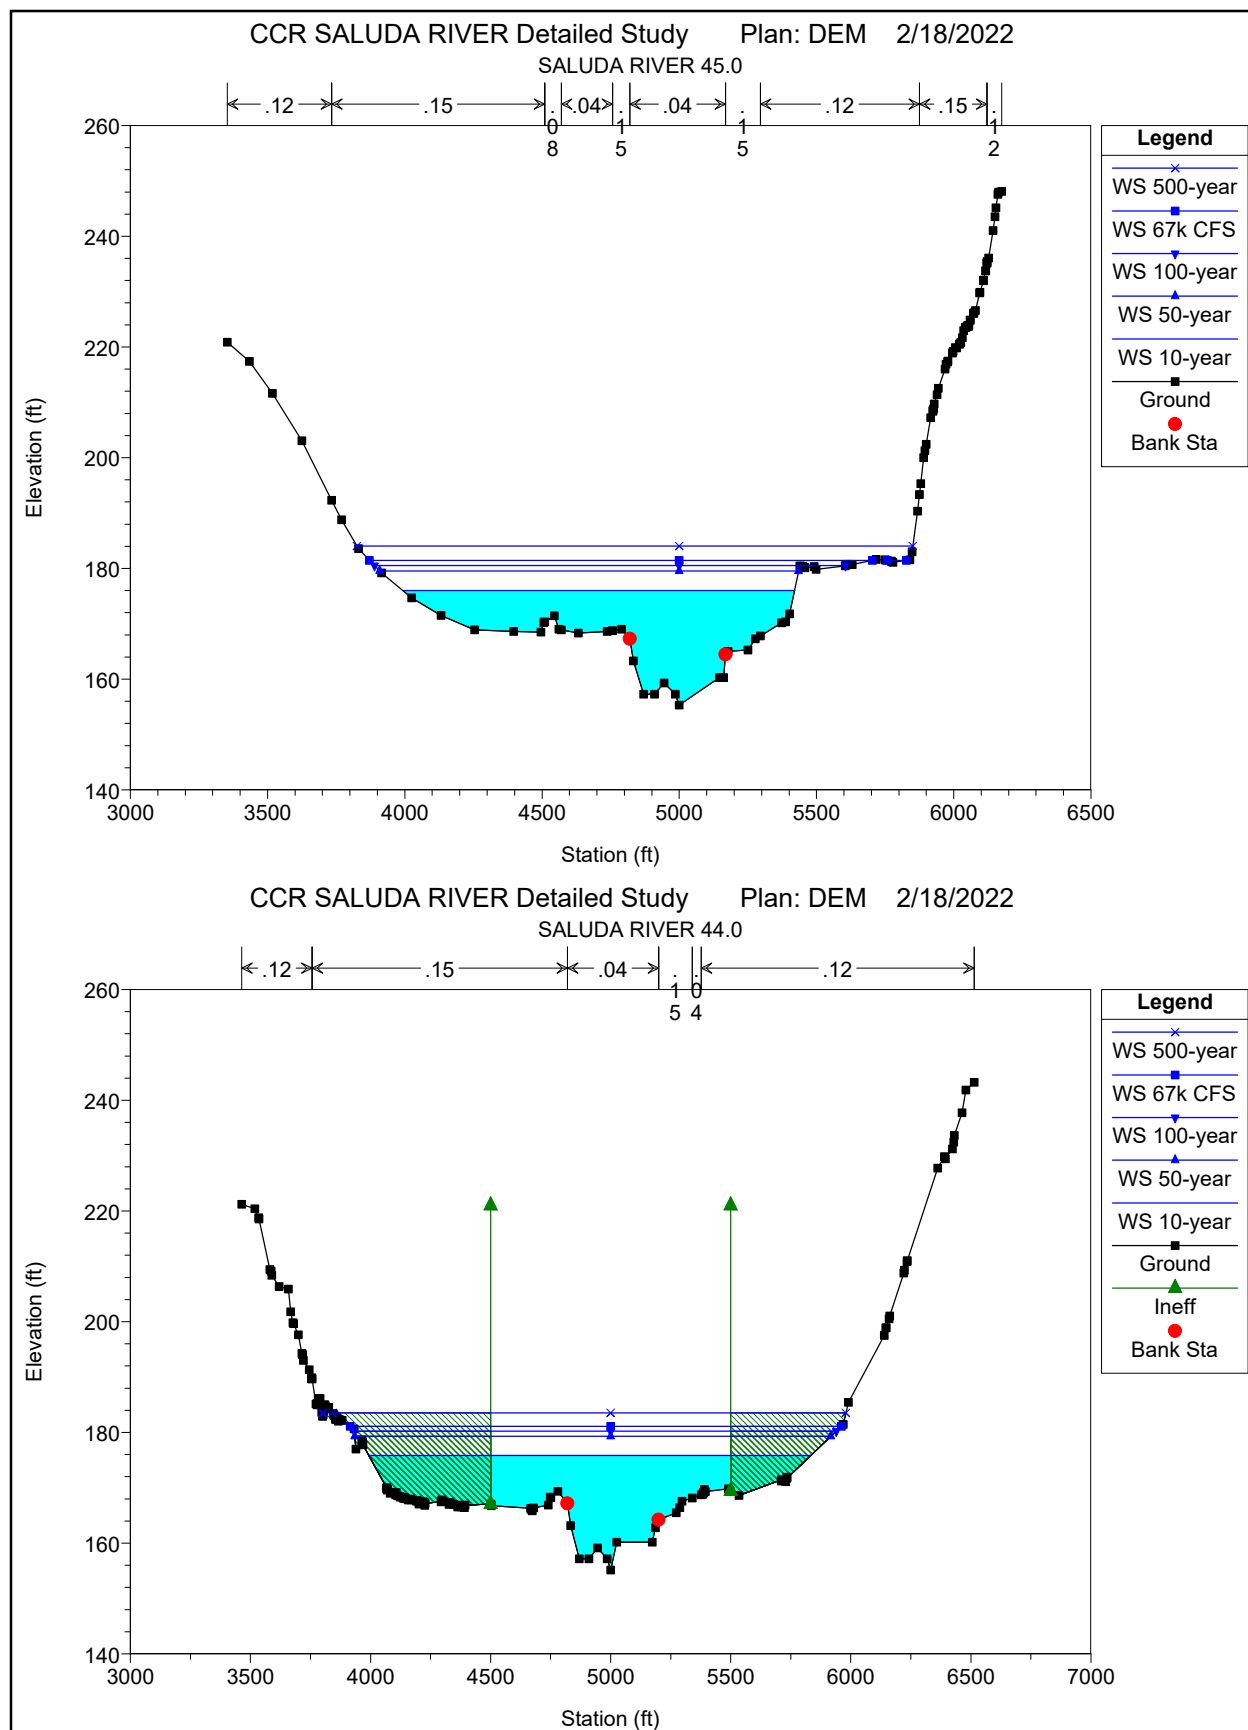 CCR SALUDA RIVER Detailed Study Plan: DEM 2/18/2022
SALUDA RIVER 45.0
.12 .15 .08 .04 .15 .04 .15 .12 .15 .12
260
240
220
200
180
160
140
Elevation (ft)
3000 3500 4000 4500 5000 5500 6000 6500
Station (ft)
Legend
WS 500-year
WS 67k CFS
WS 100-year
WS 50-year
WS 10-year
Ground
Bank Sta
CCR SALUDA RIVER Detailed Study Plan: DEM 2/18/2022
SALUDA RIVER 44.0
.12 .15 .04 .15 .04 .12
260
240
220
200
180
160
140
Elevation (ft)
3000 3500 4000 4500 5000 5500 6000 6500 7000
Station (ft)
Legend
WS 500-year
WS 67k CFS
WS 100-year
WS 50-year
WS 10-year
Ground
Ineff
Bank Sta